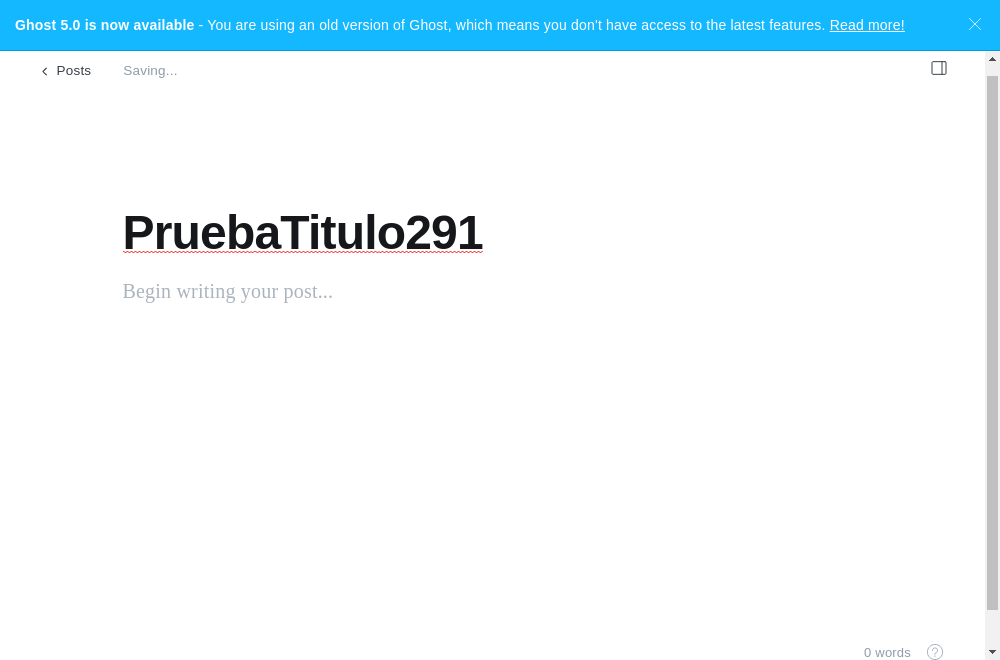 Ghost 5.0 is now available - You are using an old version of Ghost, which means you don't have access to the latest features. Read more!
Posts Saving...
PruebaTitulo291
Begin writing your post...
0 words ?